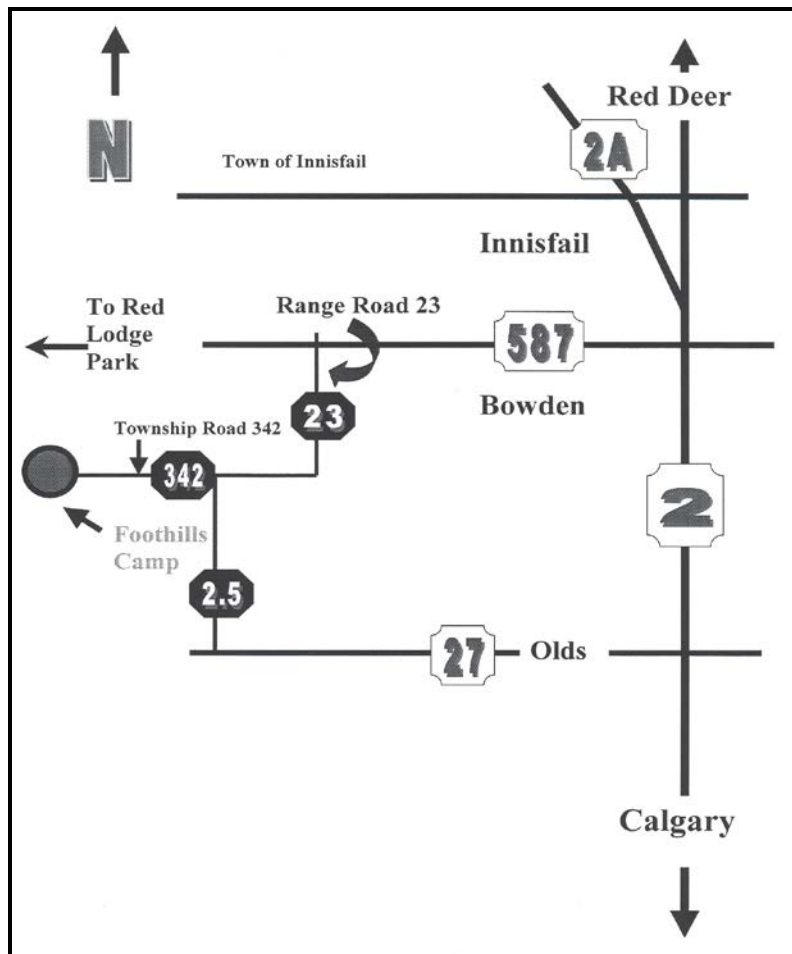 N
Red Deer
2A
Town of Innisfail
Innisfail
To Red
Lodge
Park
Range Road 23
587
Bowden
23
Township Road 342
342
2
Foothills
Camp
2.5
27
Olds
Calgary